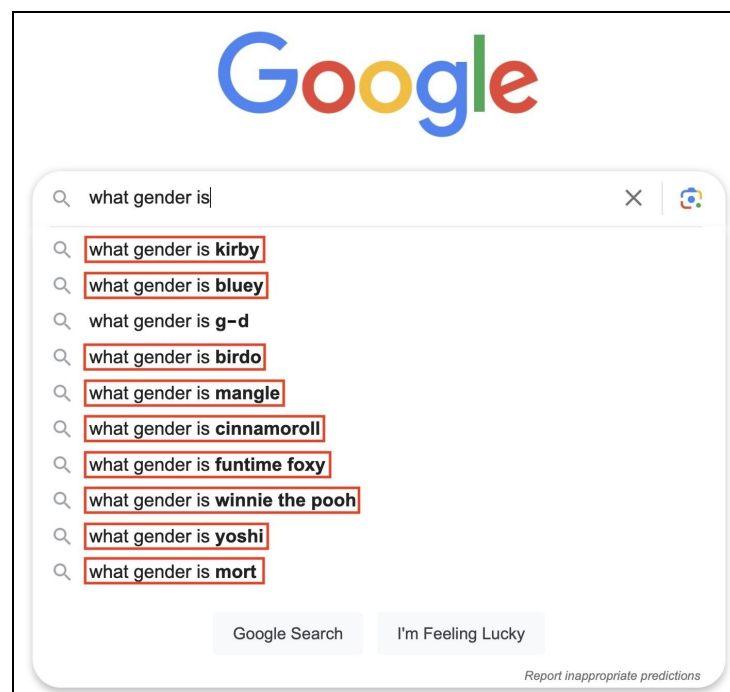 Google
what gender is
what gender is kirby
what gender is bluey
what gender is g-d
what gender is birdo
what gender is mangle
what gender is cinnamoroll
what gender is funtime foxy
what gender is winnie the pooh
what gender is yoshi
what gender is mort
Google Search I'm Feeling Lucky
Report inappropriate predictions